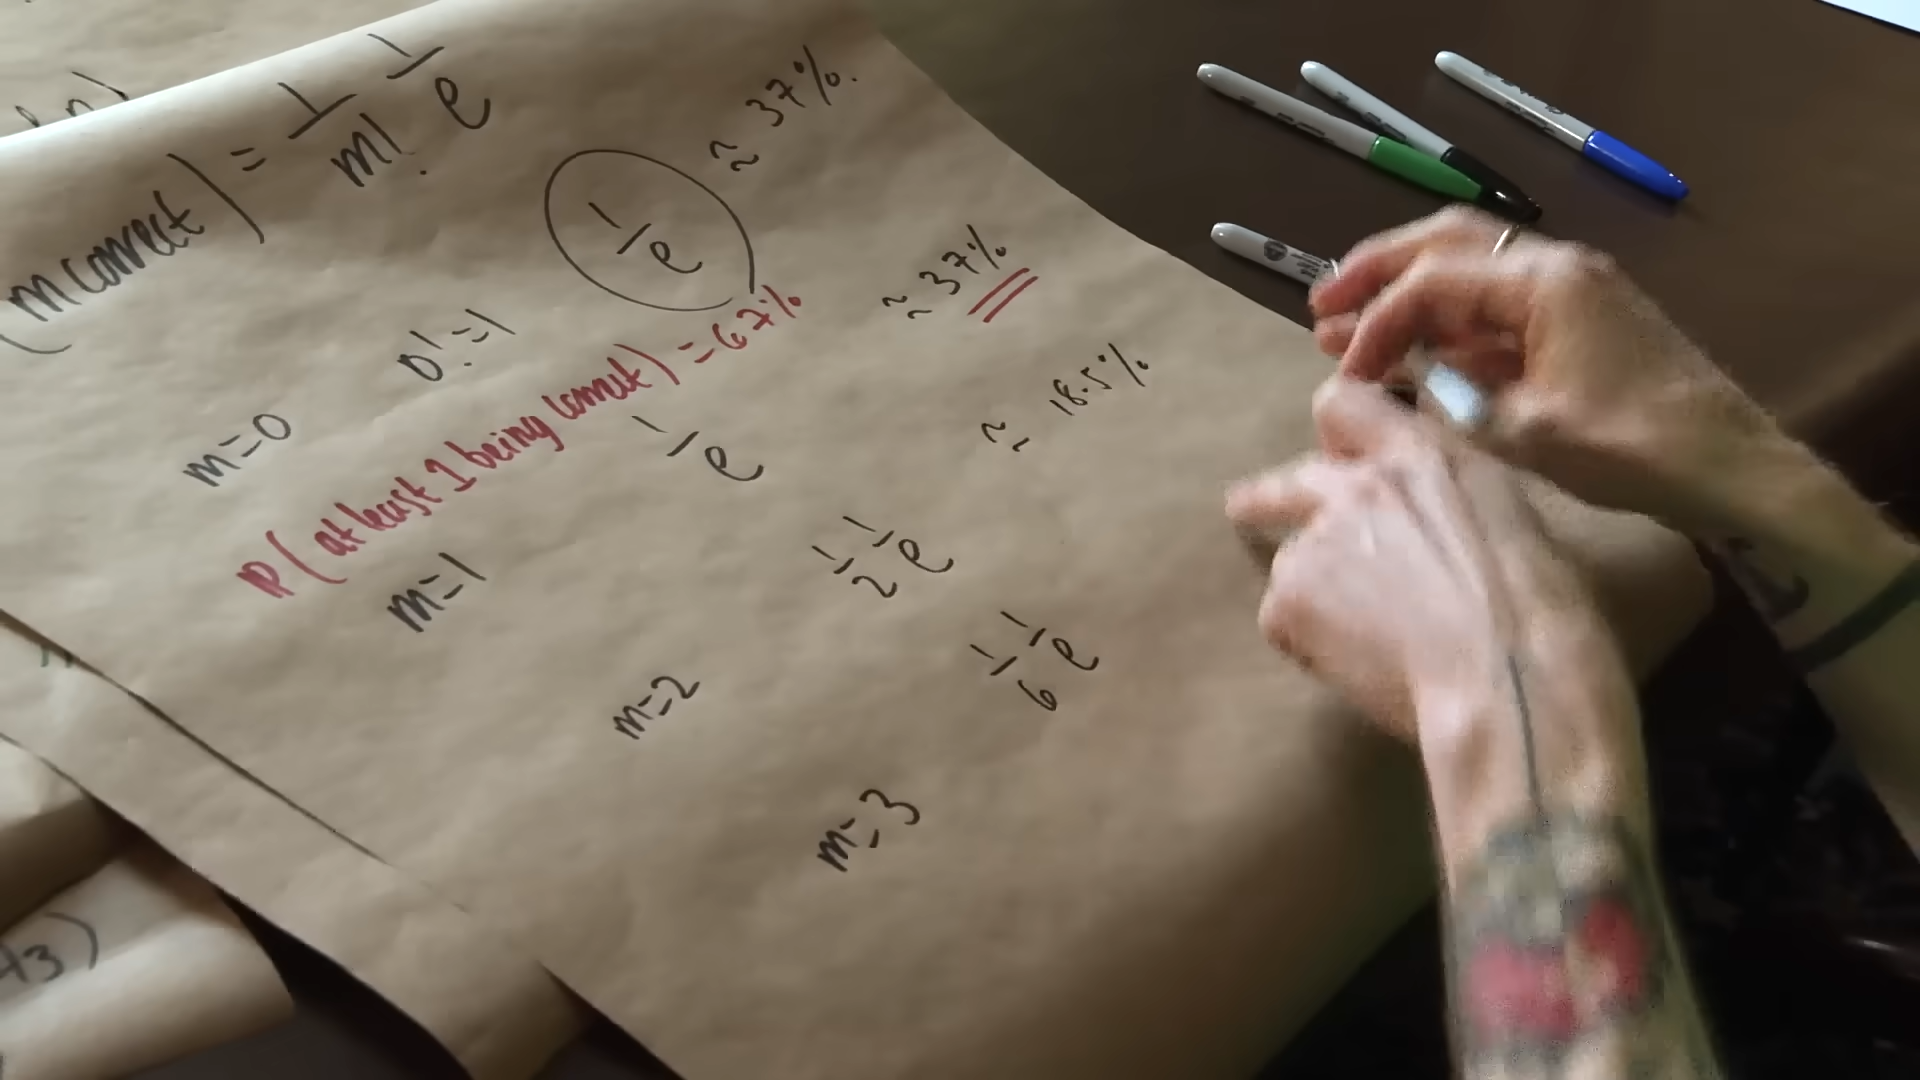 (m correct) = 1/m! 1/e
m=0 0!=1 1/e ≈ 37%.
P(at least 1 being correct) = 67%
m=1 1/e ≈ 37%
m=2 1/2 1/e ≃ 18.5%
m=3 1/6 1/e